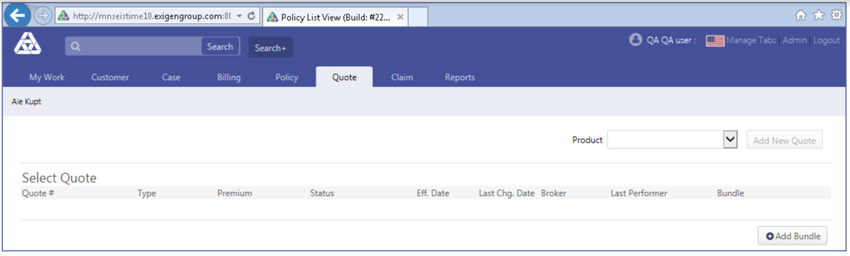 http://mnseistime10.exigengroup.com:8( Policy List View (Build: #22...
Search Search+ QA QA user : Manage Tabs Admin Logout
My Work Customer Case Billing Policy Quote Claim Reports
Ale Kupt
Product Add New Quote
Select Quote
Quote # Type Premium Status Eff. Date Last Chg. Date Broker Last Performer Bundle
Add Bundle